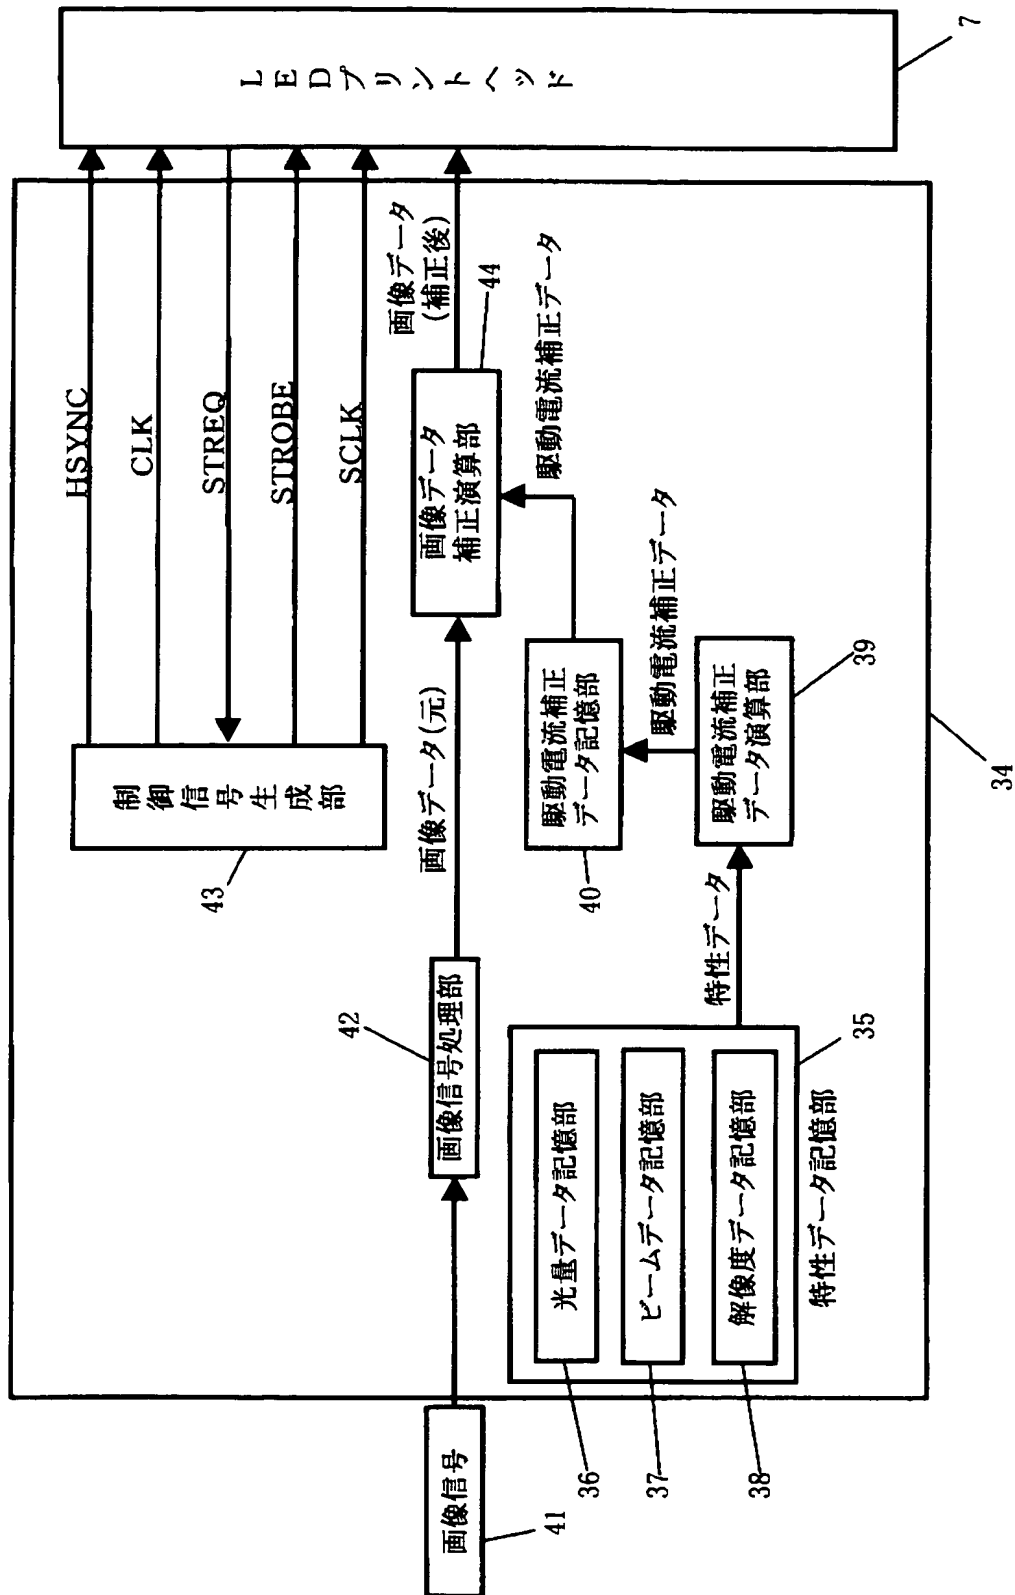 LEDプリントヘッド
7
HSYNC
CLK
STREQ
STROBE
SCLK
制御信号生成部
43
画像データ
(補正後)
44
画像データ
補正演算部
駆動電流補正データ
画像データ(元)
42
画像信号処理部
画像信号
41
駆動電流補正
データ記憶部
40
駆動電流補正データ
駆動電流補正
データ演算部
39
特性データ
光量データ記憶部
36
ビームデータ記憶部
37
解像度データ記憶部
38
35
特性データ記憶部
34